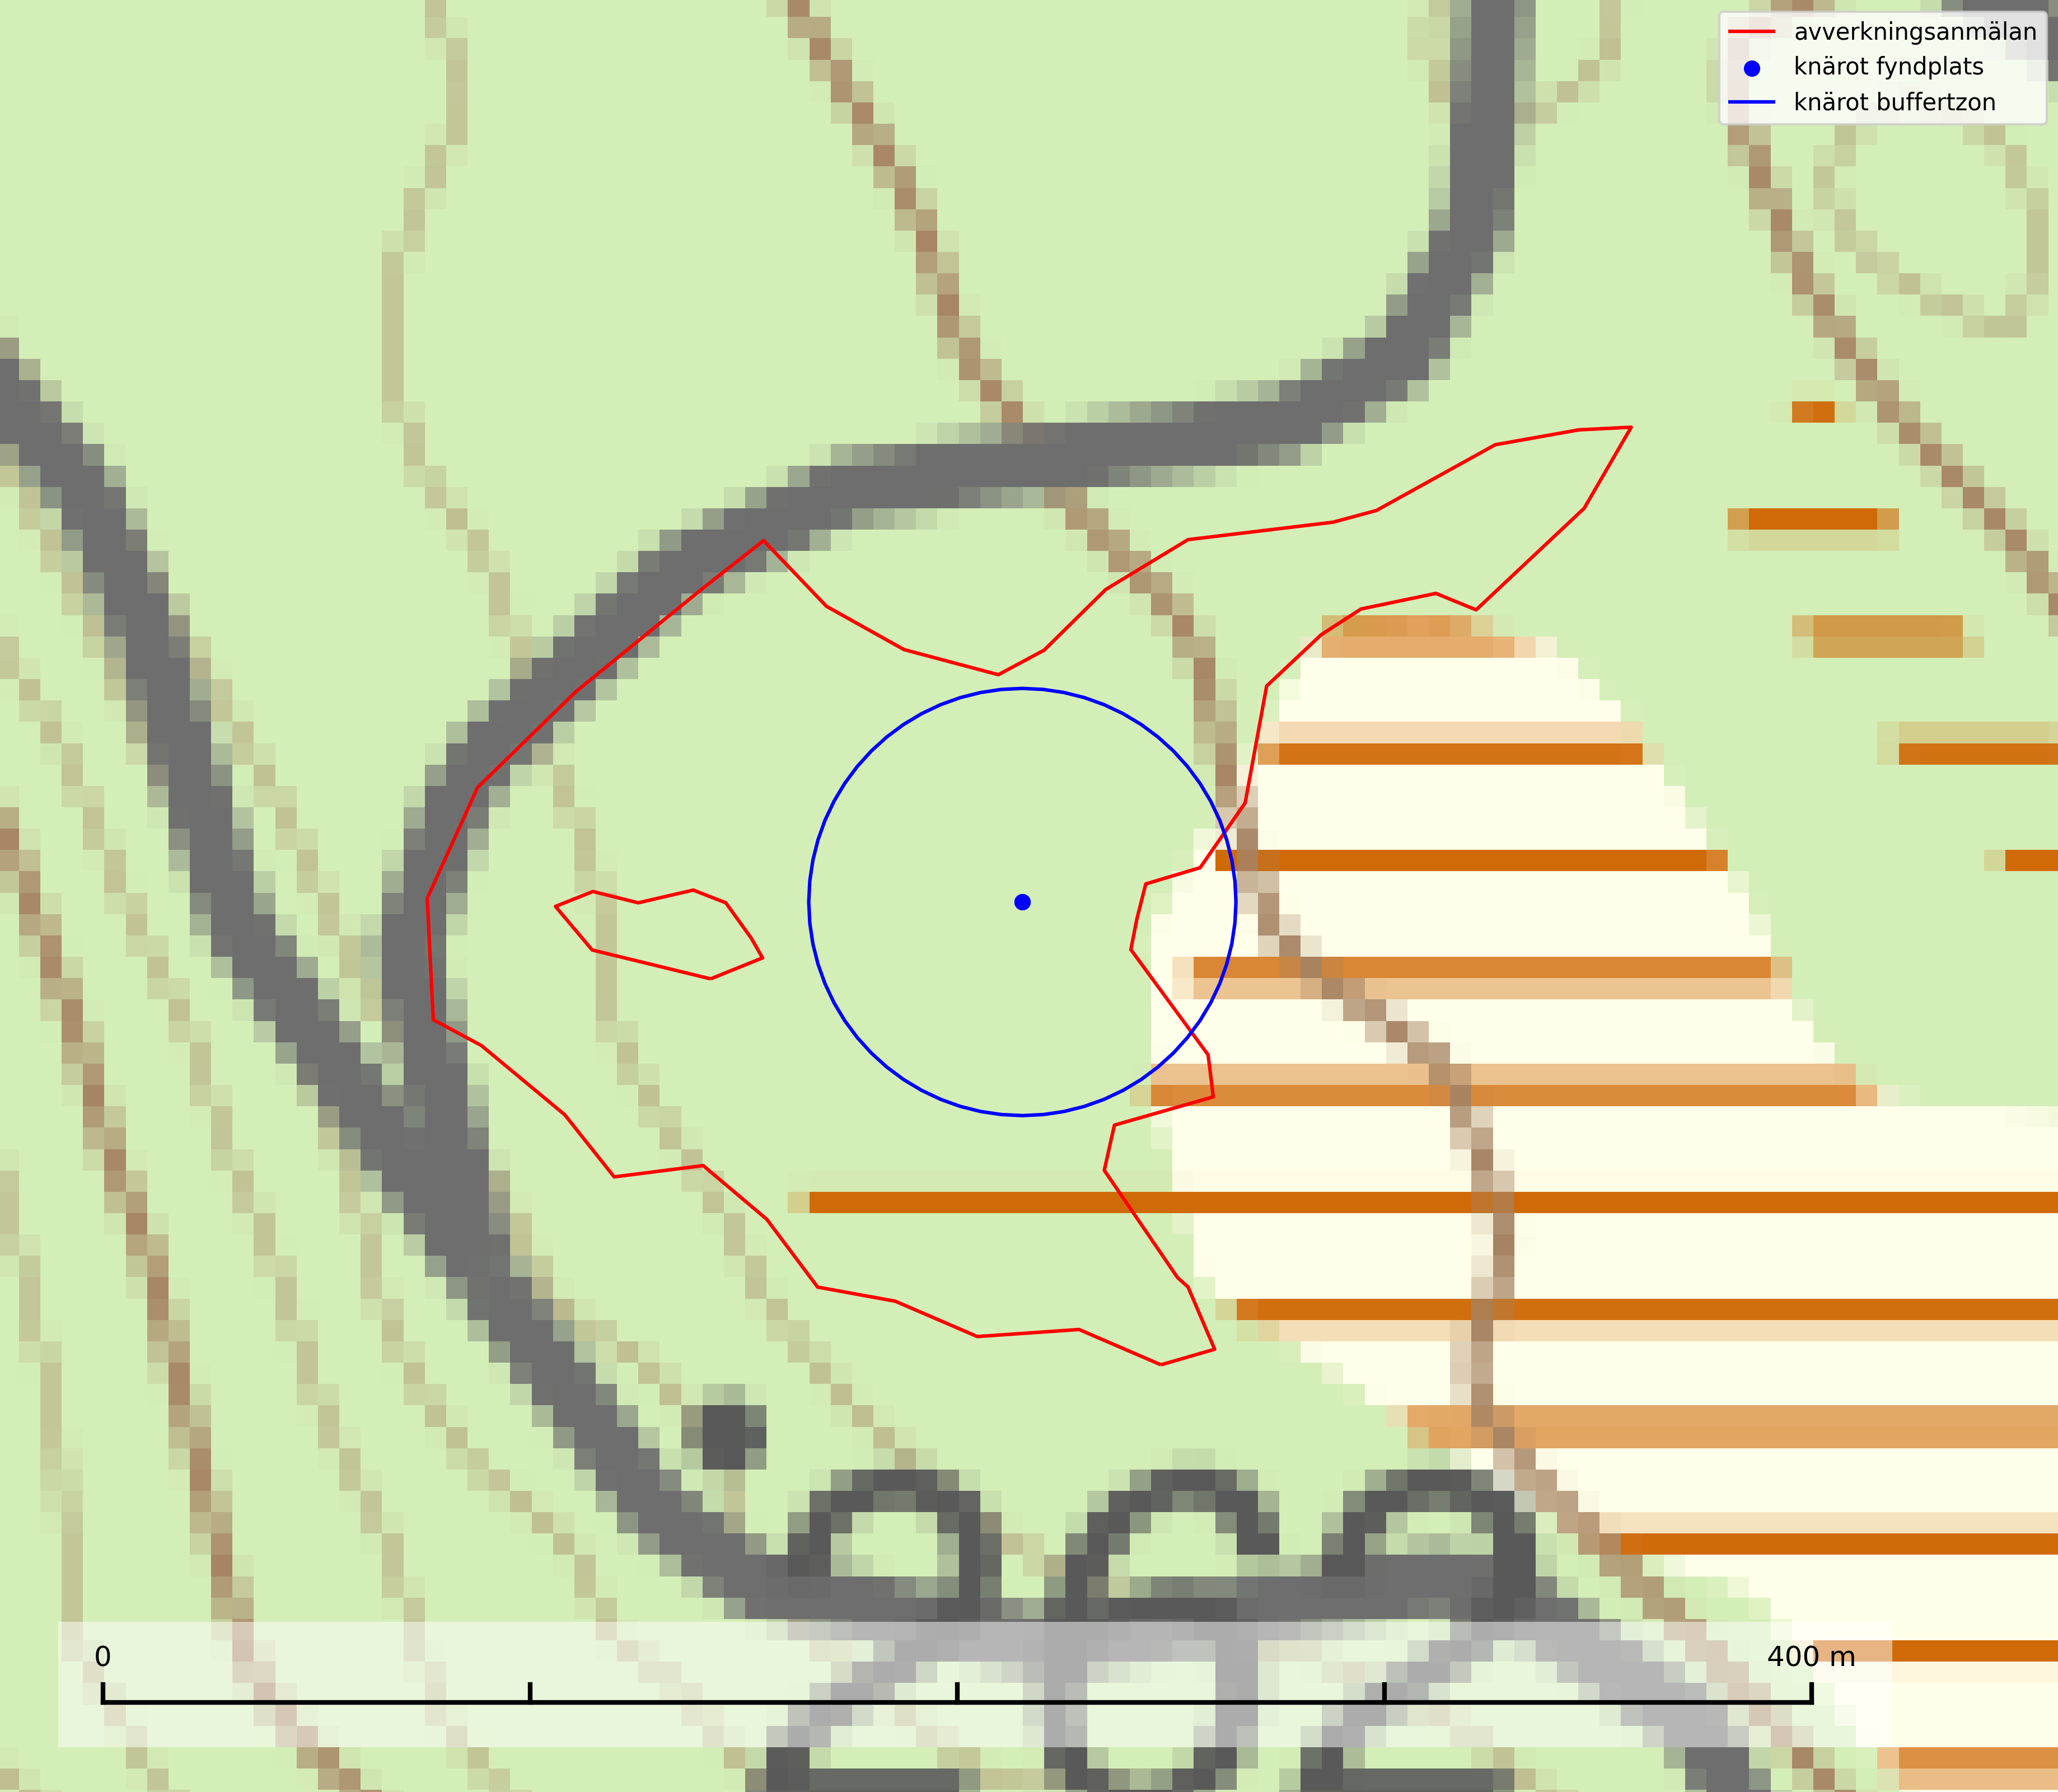 avverkningsanmälan
knärot fyndplats
knärot buffertzon
0
400 m